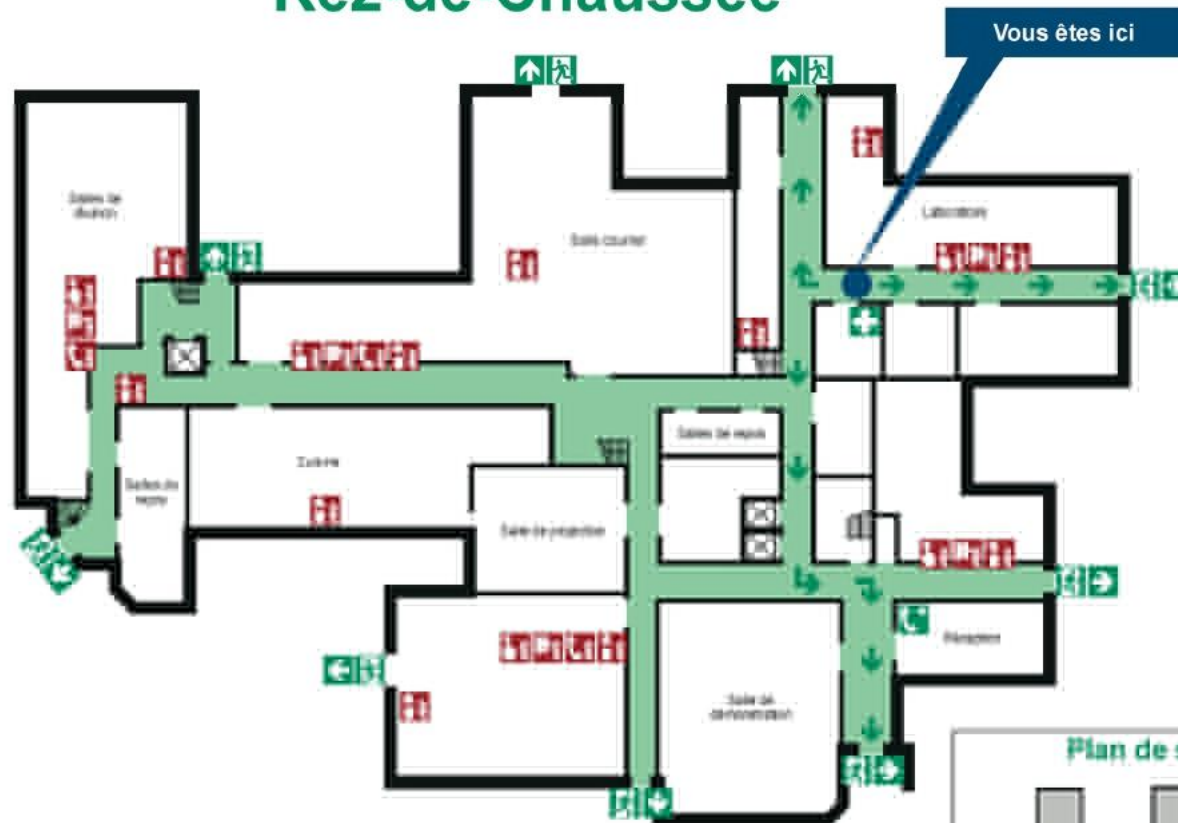 Rez-de-Chaussée
Vous êtes ici
Laboratoire
Salle courrier
Cuisine
Salles de repos
Salle de projection
Salle de
démonstration
Réception
Plan de s